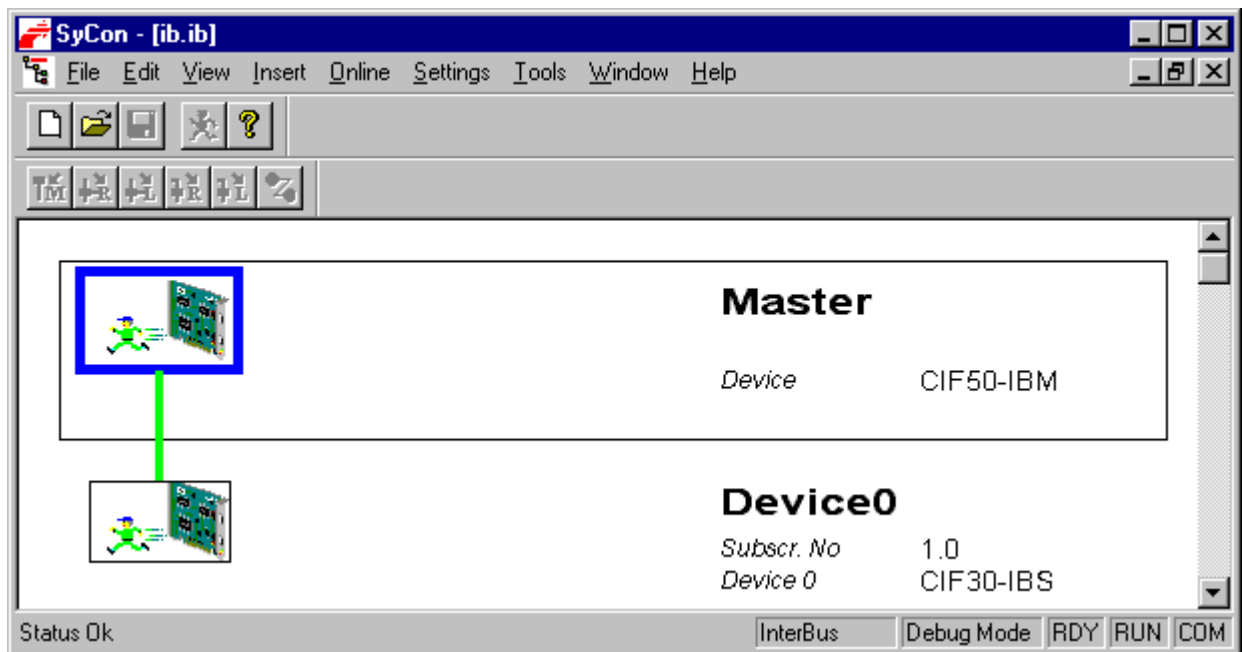 SyCon - [ib.ib]
File Edit View Insert Online Settings Tools Window Help
?
TM R L R L Z
Master
Device CIF50-IBM
Device0
Subscr. No 1.0
Device 0 CIF30-IBS
Status Ok InterBus Debug Mode RDY RUN COM